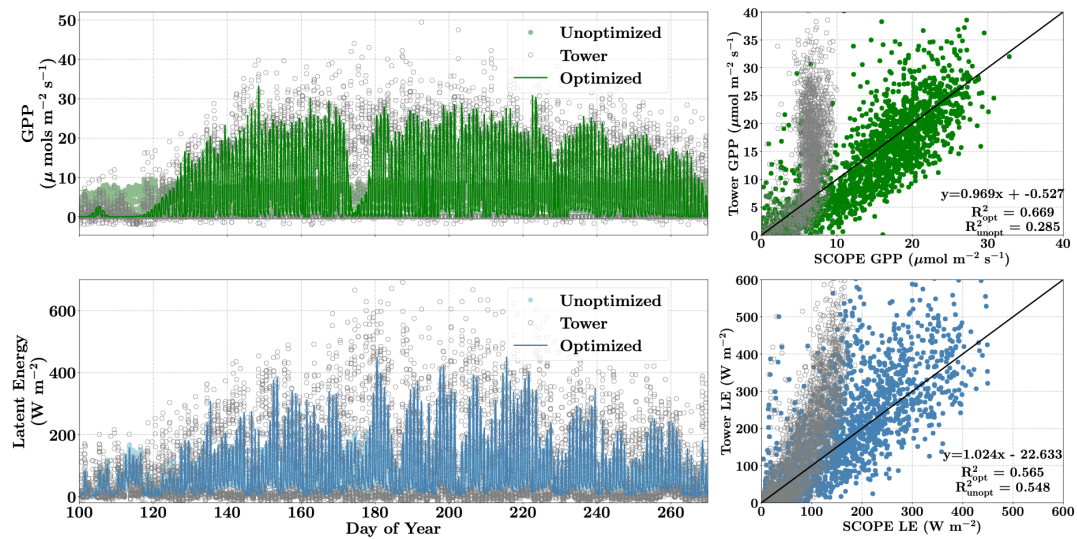 50
40
30
20
10
0
GPP
(μ mols m⁻² s⁻¹)
Unoptimized
Tower
Optimized
40
35
30
25
20
15
10
5
0
Tower GPP (μmol m⁻² s⁻¹)
y=0.969x + -0.527
R²opt = 0.669
R²unopt = 0.285
0 10 20 30 40
SCOPE GPP (μmol m⁻² s⁻¹)
600
400
200
0
Latent Energy
(W m⁻²)
Unoptimized
Tower
Optimized
100 120 140 160 180 200 220 240 260
Day of Year
600
500
400
300
200
100
0
Tower LE (W m⁻²)
y=1.024x - 22.633
R²opt = 0.565
R²unopt = 0.548
0 100 200 300 400 500 600
SCOPE LE (W m⁻²)